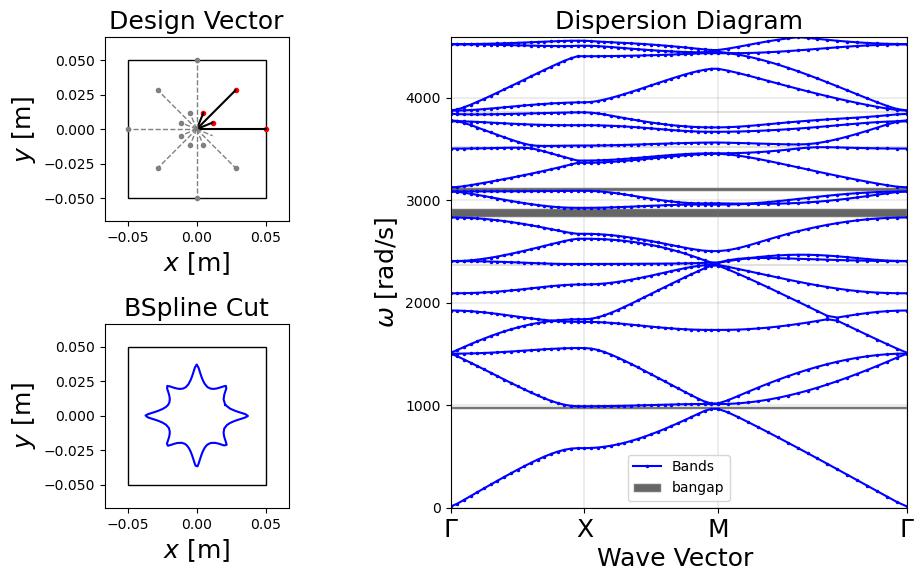 Design Vector
0.050
0.025
0.000
−0.025
−0.050
y [m]
−0.05
0.00
0.05
x [m]
BSpline Cut
0.050
0.025
0.000
−0.025
−0.050
y [m]
−0.05
0.00
0.05
x [m]
Dispersion Diagram
4000
3000
2000
1000
0
ω [rad/s]
Bands
bangap
Γ
X
M
Γ
Wave Vector